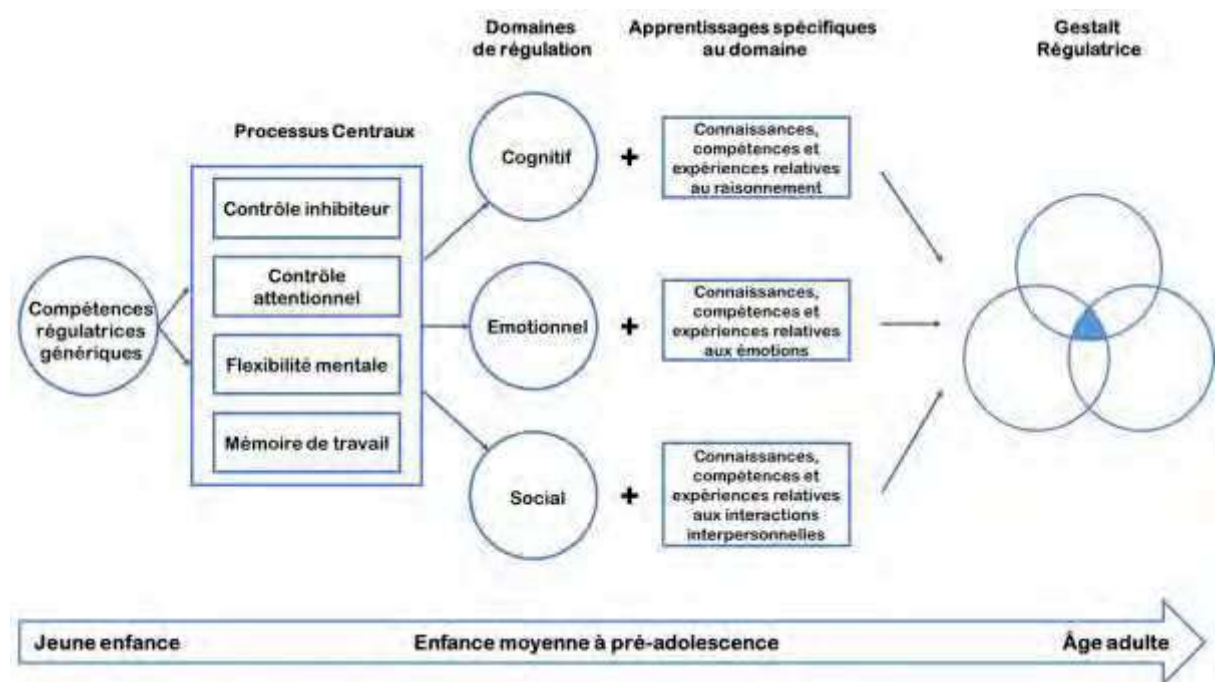 Domaines
de régulation
Apprentissages spécifiques
au domaine
Gestalt
Régulatrice
Processus Centraux
Compétences
régulatrices
génériques
Contrôle inhibiteur
Contrôle
attentionnel
Flexibilité mentale
Mémoire de travail
Cognitif
+
Connaissances,
compétences et
expériences relatives
au raisonnement
Emotionnel
+
Connaissances,
compétences et
expériences relatives
aux émotions
Social
+
Connaissances,
compétences et
expériences relatives
aux interactions
interpersonnelles
Jeune enfance
Enfance moyenne à pré-adolescence
Âge adulte